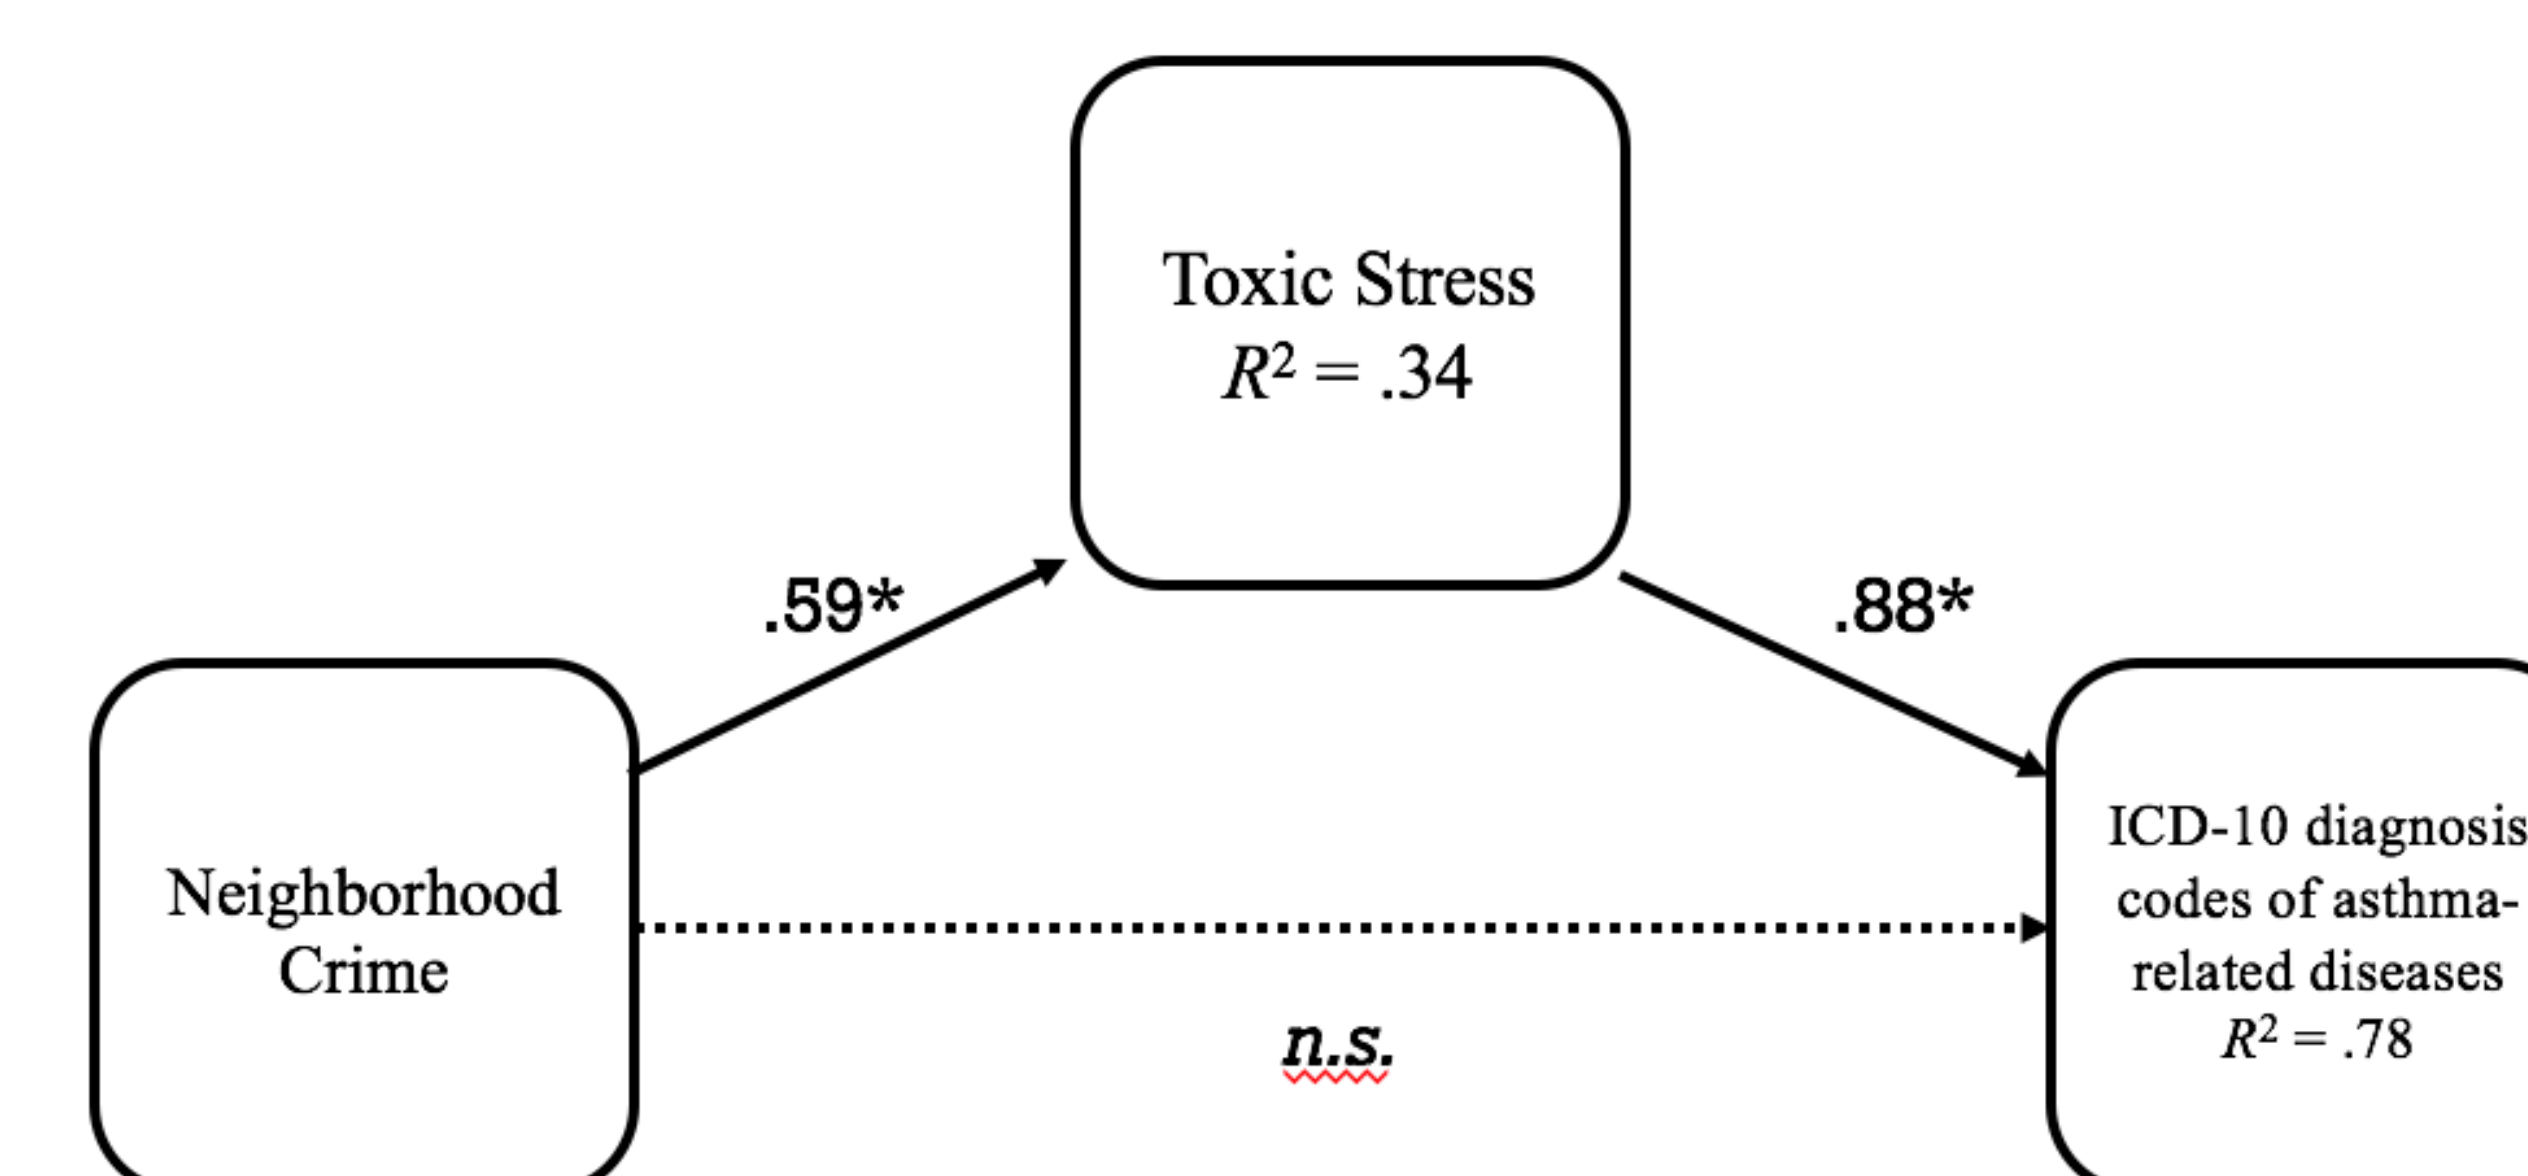 Toxic Stress
R² = .34
.59*
.88*
Neighborhood
Crime
ICD-10 diagnosis
codes of asthma-
related diseases
R² = .78
n.s.